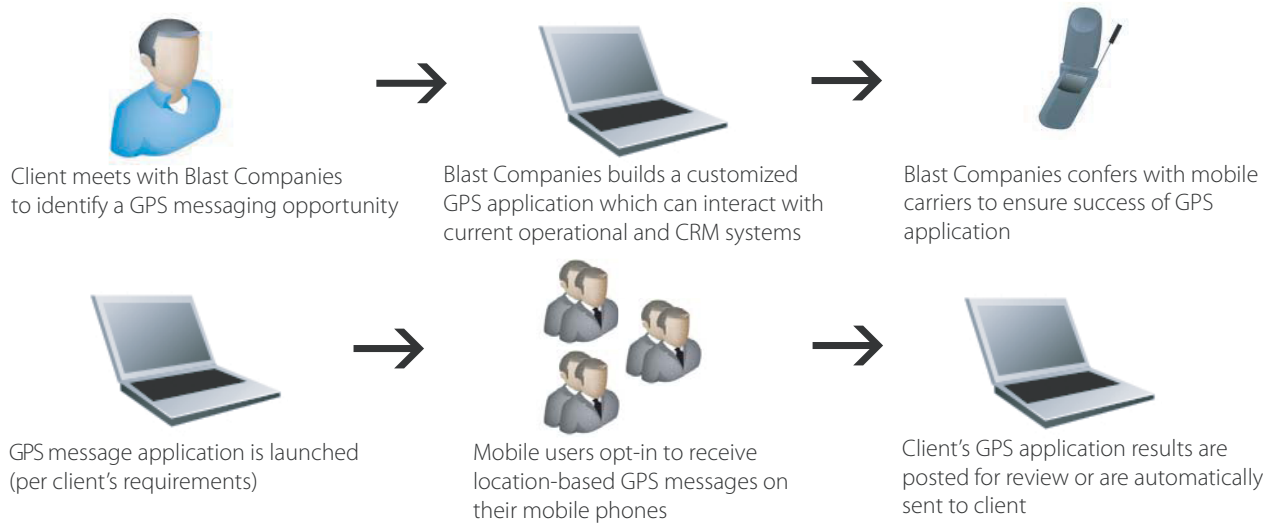 Client meets with Blast Companies
to identify a GPS messaging opportunity
Blast Companies builds a customized
GPS application which can interact with
current operational and CRM systems
Blast Companies confers with mobile
carriers to ensure success of GPS
application
GPS message application is launched
(per client's requirements)
Mobile users opt-in to receive
location-based GPS messages on
their mobile phones
Client's GPS application results are
posted for review or are automatically
sent to client